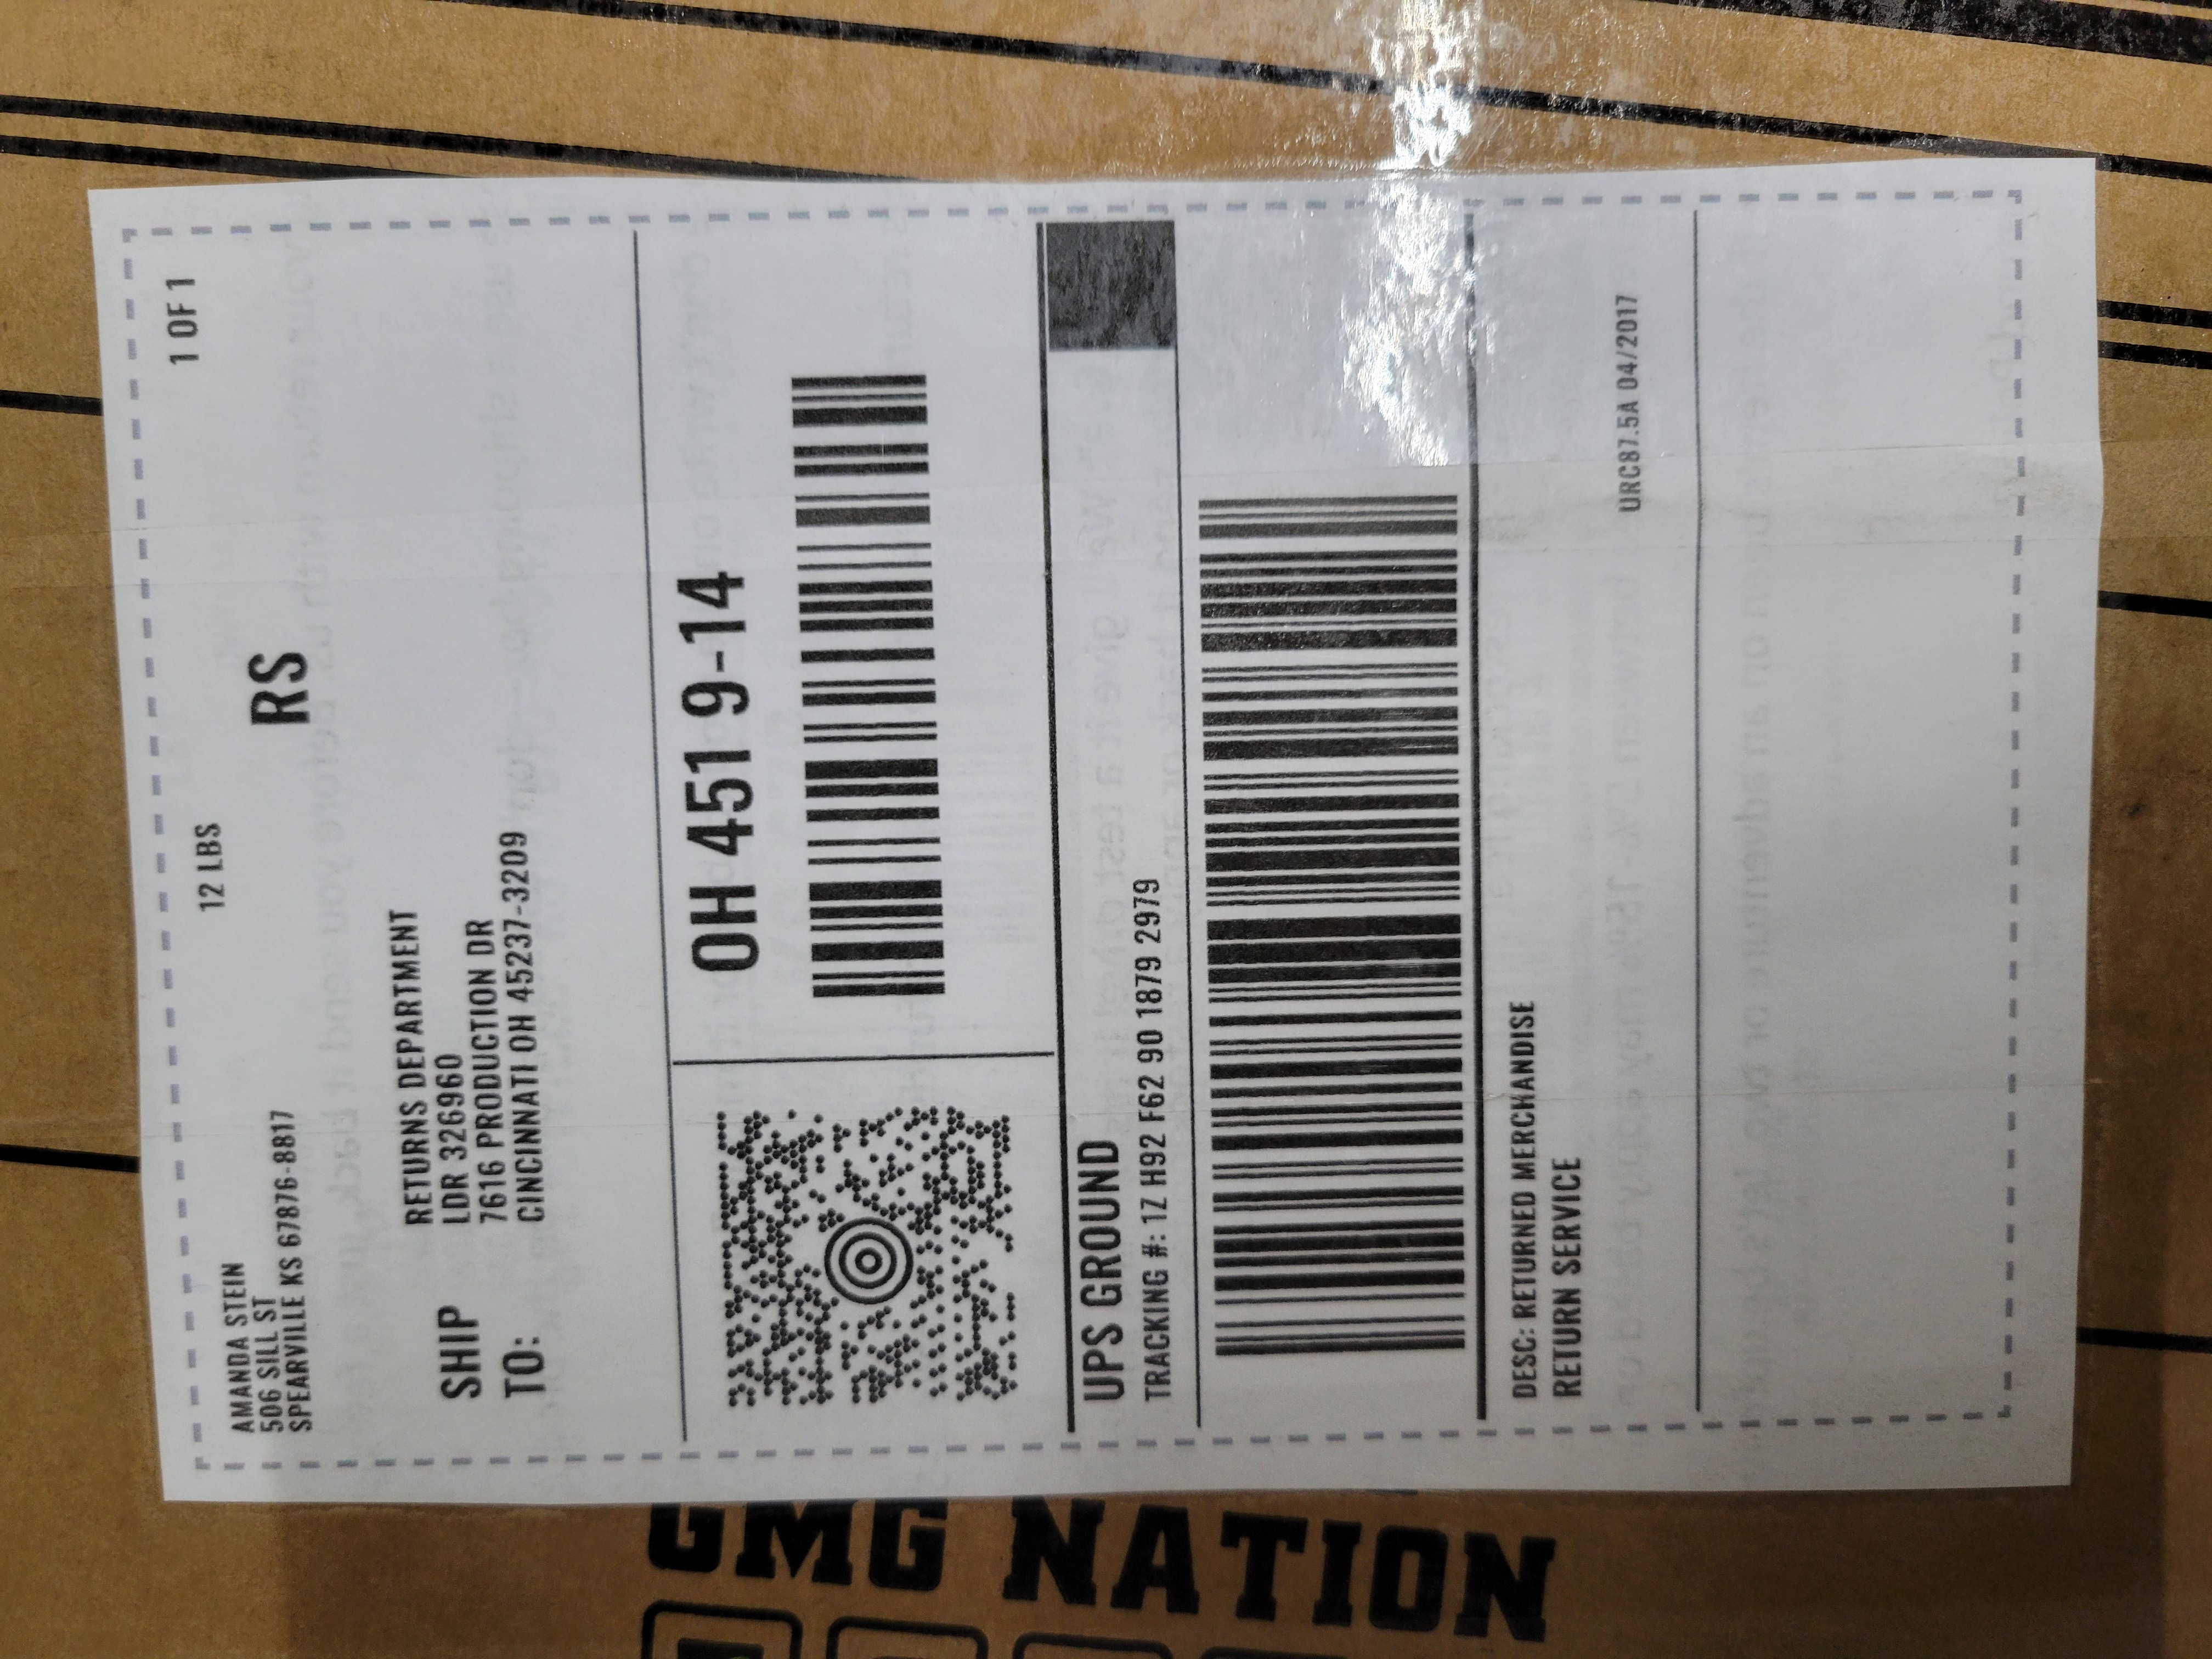 1 OF 1
12 LBS
RS
AMANDA STEIN
506 SILL ST
SPEARVILLE KS 67876-8817
SHIP
TO:
RETURNS DEPARTMENT
LDR 326960
7616 PRODUCTION DR
CINCINNATI OH 45237-3209
OH 451 9-14
UPS GROUND
TRACKING #: 1Z H92 F62 90 1879 2979
DESC: RETURNED MERCHANDISE
RETURN SERVICE
URC87.5A 04/2017
GMG NATION